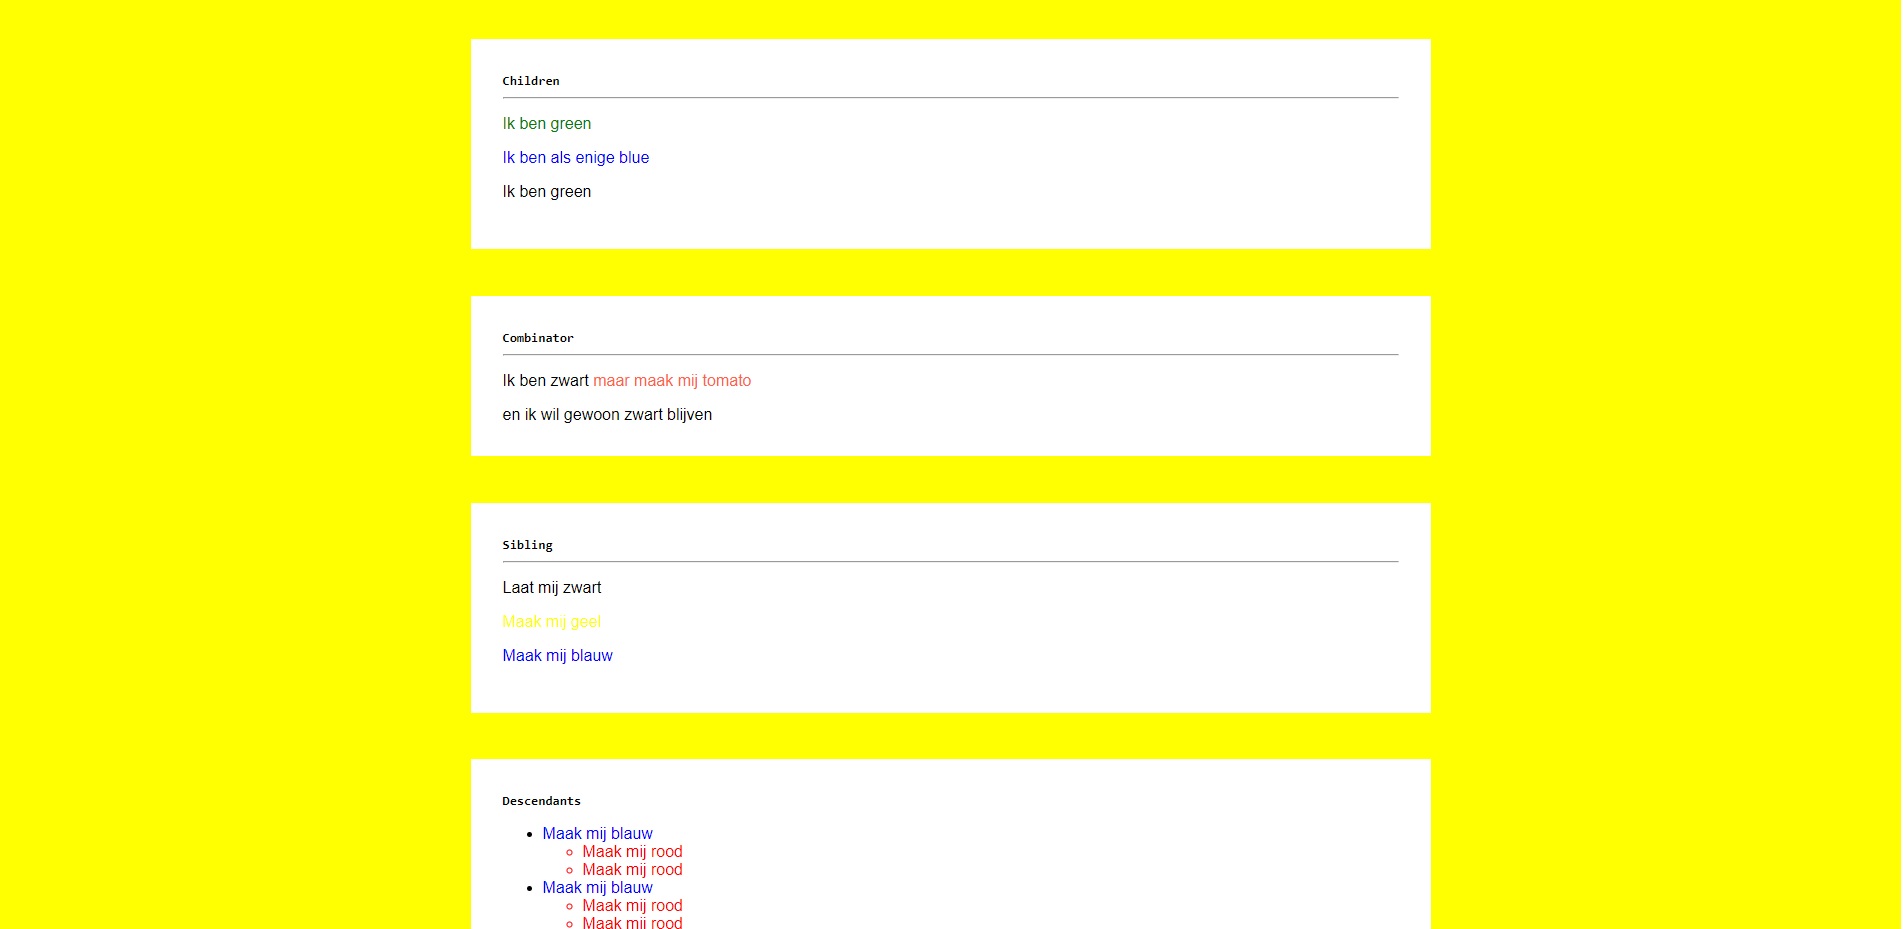 Children
Ik ben green
Ik ben als enige blue
Ik ben green
Combinator
Ik ben zwart maar maak mij tomato
en ik wil gewoon zwart blijven
Sibling
Laat mij zwart
Maak mij geel
Maak mij blauw
Descendants
Maak mij blauw
Maak mij rood
Maak mij rood
Maak mij blauw
Maak mij rood
Maak mij rood